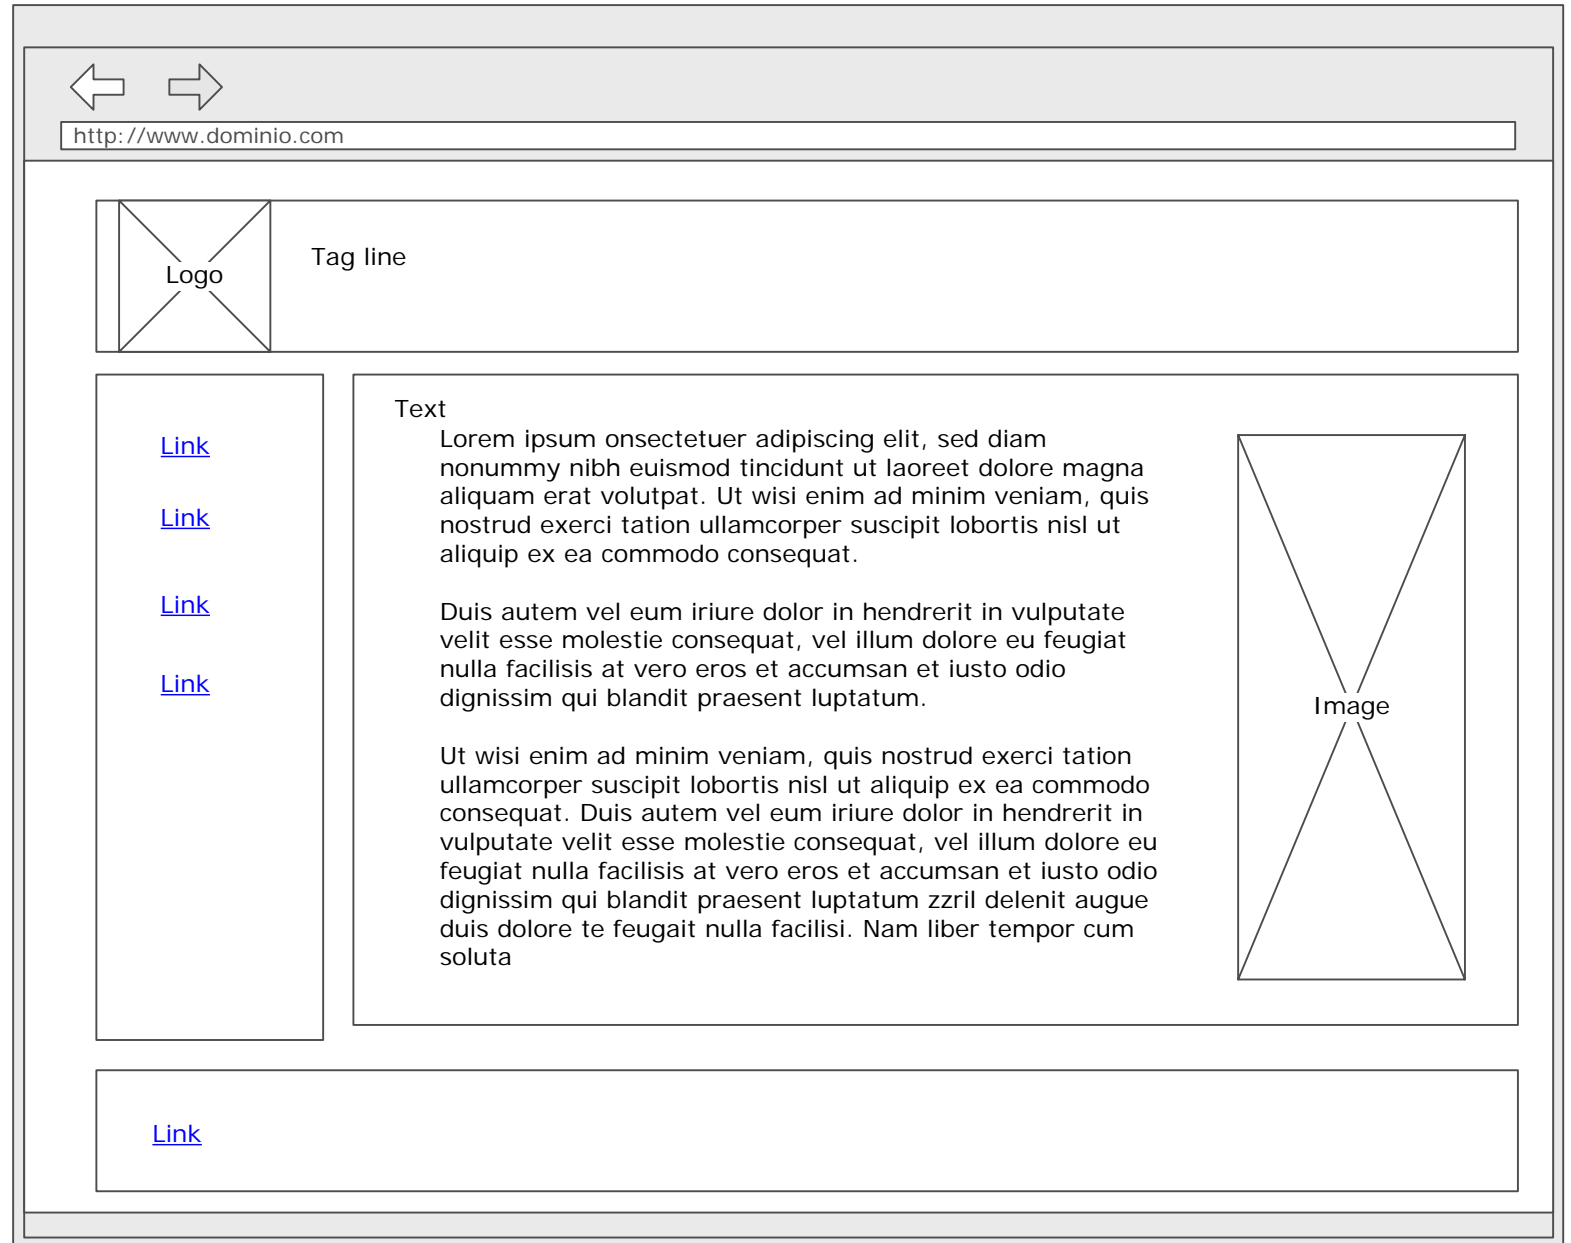 http://www.dominio.com
Logo
Tag line
Link
Link
Link
Link
Text
Lorem ipsum onsectetuer adipiscing elit, sed diam
nonummy nibh euismod tincidunt ut laoreet dolore magna
aliquam erat volutpat. Ut wisi enim ad minim veniam, quis
nostrud exerci tation ullamcorper suscipit lobortis nisl ut
aliquip ex ea commodo consequat.
Duis autem vel eum iriure dolor in hendrerit in vulputate
velit esse molestie consequat, vel illum dolore eu feugiat
nulla facilisis at vero eros et accumsan et iusto odio
dignissim qui blandit praesent luptatum.
Ut wisi enim ad minim veniam, quis nostrud exerci tation
ullamcorper suscipit lobortis nisl ut aliquip ex ea commodo
consequat. Duis autem vel eum iriure dolor in hendrerit in
vulputate velit esse molestie consequat, vel illum dolore eu
feugiat nulla facilisis at vero eros et accumsan et iusto odio
dignissim qui blandit praesent luptatum zzril delenit augue
duis dolore te feugait nulla facilisi. Nam liber tempor cum
soluta
Image
Link